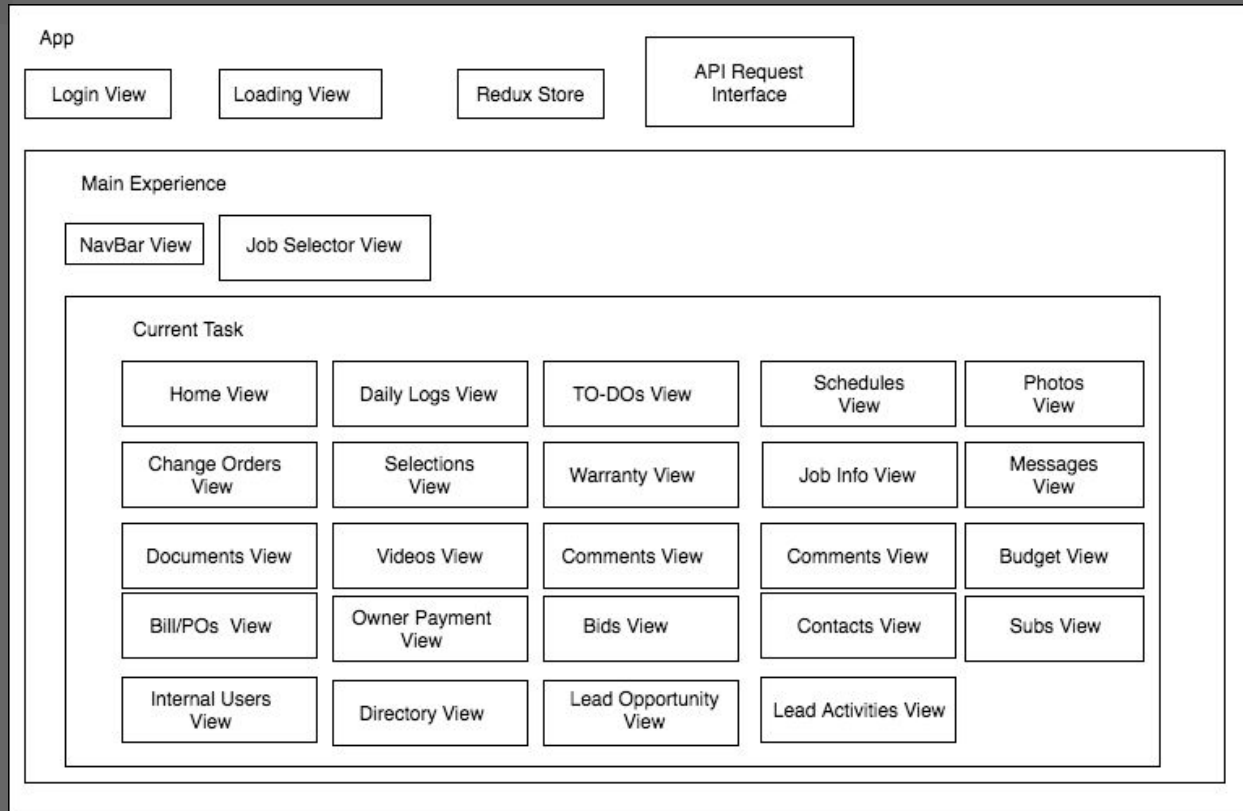 App
Login View
Loading View
Redux Store
API Request
Interface
Main Experience
NavBar View
Job Selector View
Current Task
Home View
Daily Logs View
TO-DOs View
Schedules
View
Photos
View
Change Orders
View
Selections
View
Warranty View
Job Info View
Messages
View
Documents View
Videos View
Comments View
Comments View
Budget View
Bill/POs View
Owner Payment
View
Bids View
Contacts View
Subs View
Internal Users
View
Directory View
Lead Opportunity
View
Lead Activities View